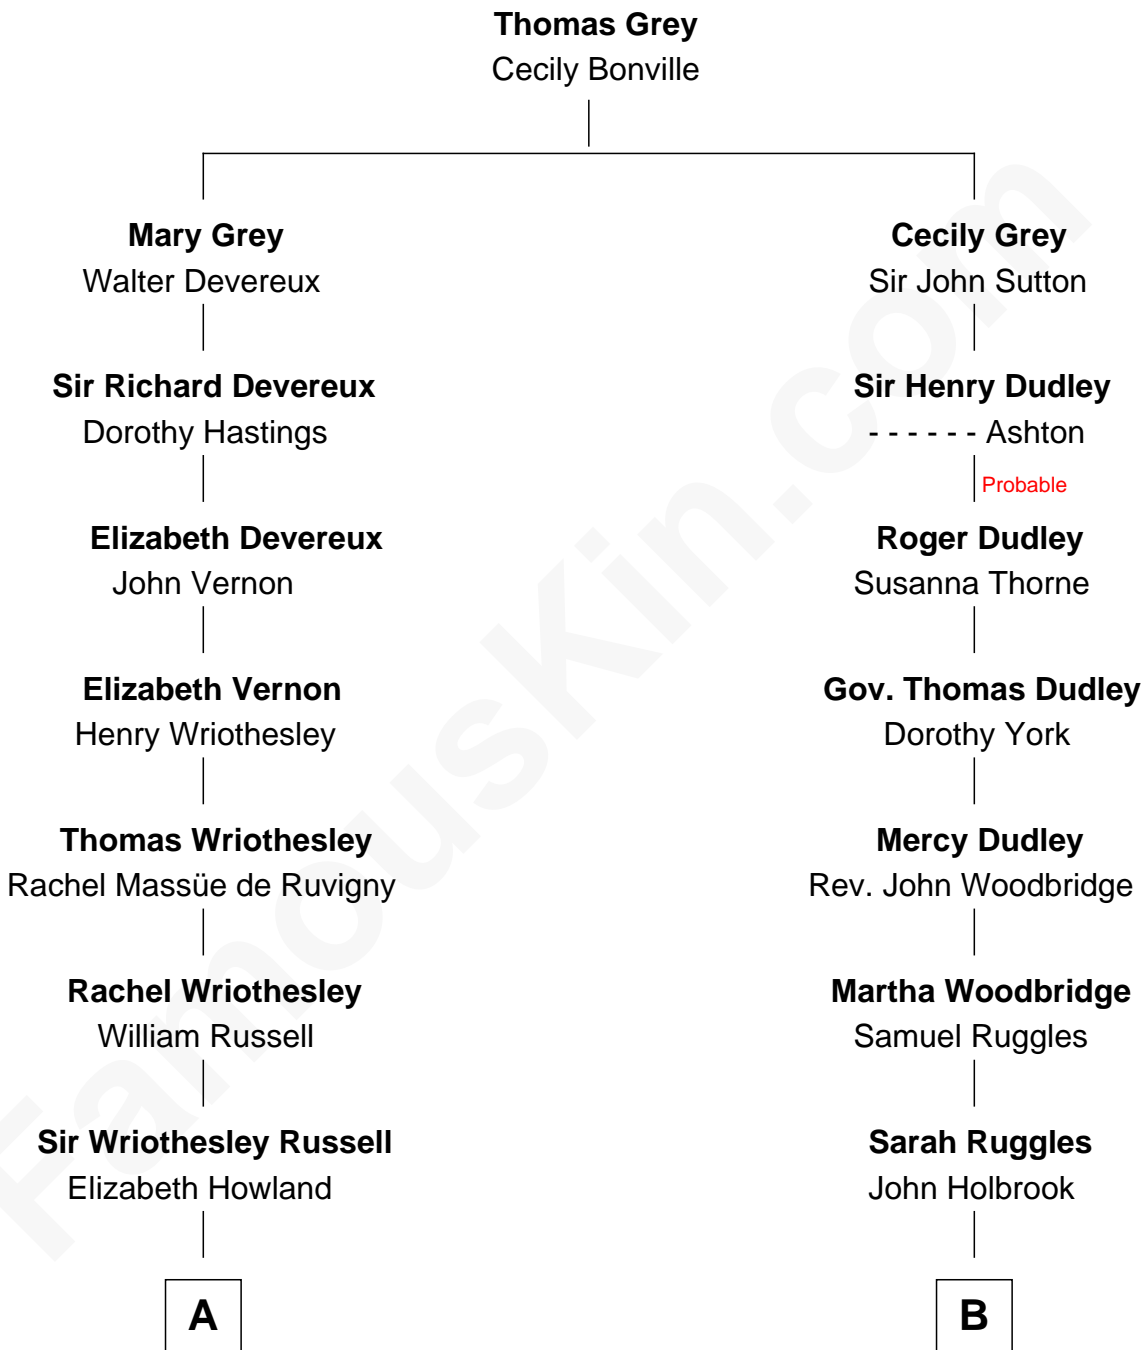 Thomas Grey
Cecily Bonville
Mary Grey
Walter Devereux
Sir Richard Devereux
Dorothy Hastings
Elizabeth Devereux
John Vernon
Elizabeth Vernon
Henry Wriothesley
Thomas Wriothesley
Rachel Massüe de Ruvigny
Rachel Wriothesley
William Russell
Sir Wriothesley Russell
Elizabeth Howland
A
Cecily Grey
Sir John Sutton
Sir Henry Dudley
- - - - - - Ashton
Probable
Roger Dudley
Susanna Thorne
Gov. Thomas Dudley
Dorothy York
Mercy Dudley
Rev. John Woodbridge
Martha Woodbridge
Samuel Ruggles
Sarah Ruggles
John Holbrook
B
FamousKin.com